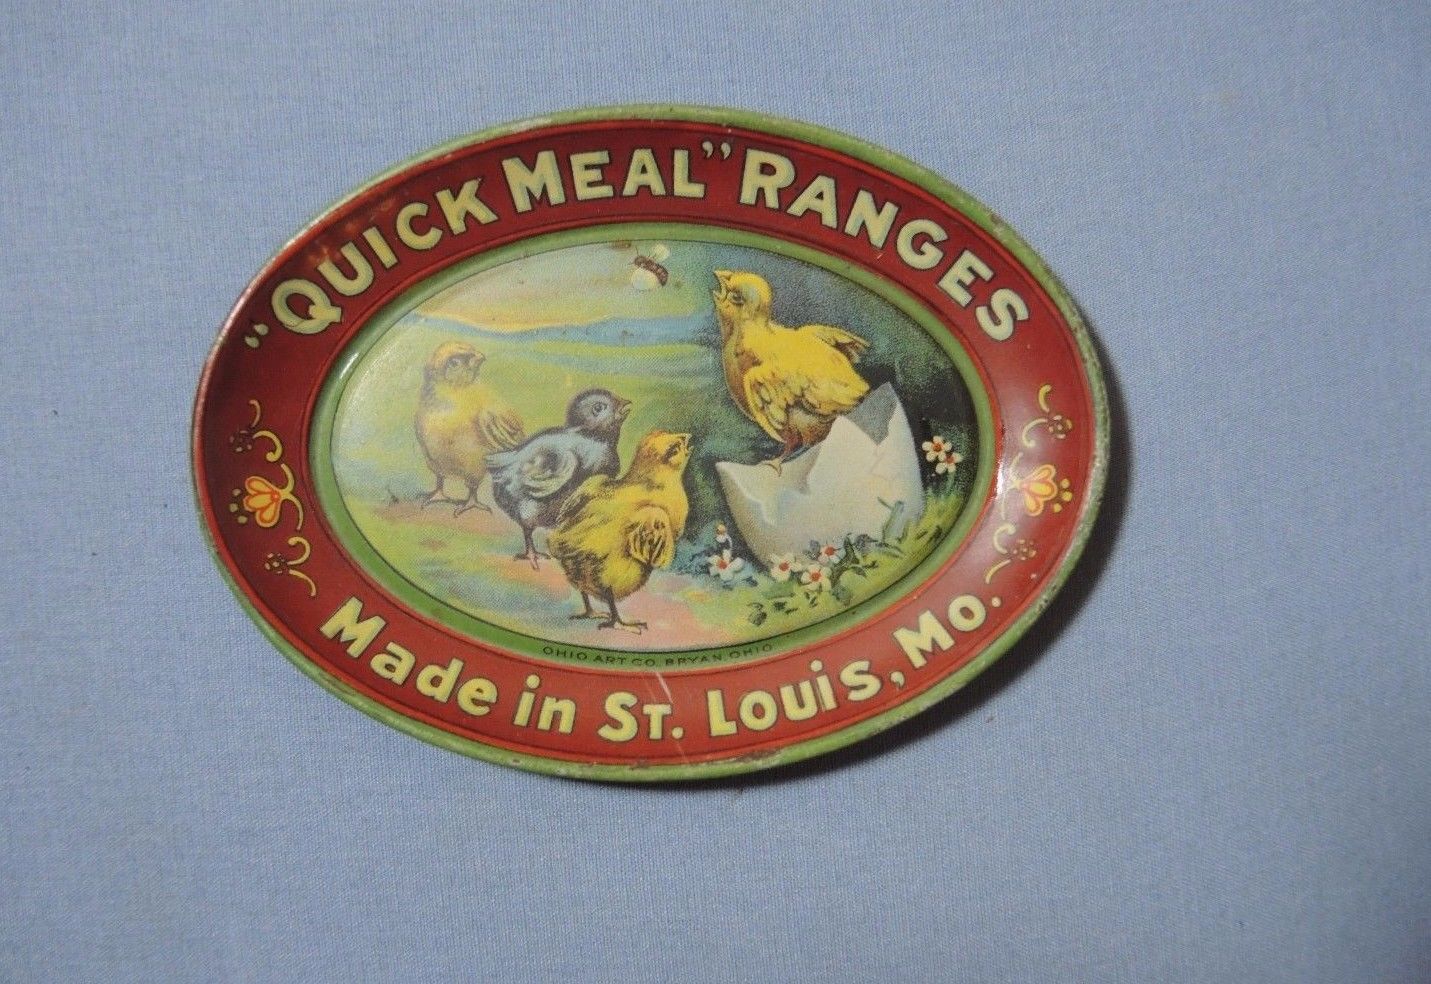 "QUICK MEAL" RANGES
OHIO ART CO. BRYAN, OHIO
Made in ST. LOUIS, MO.